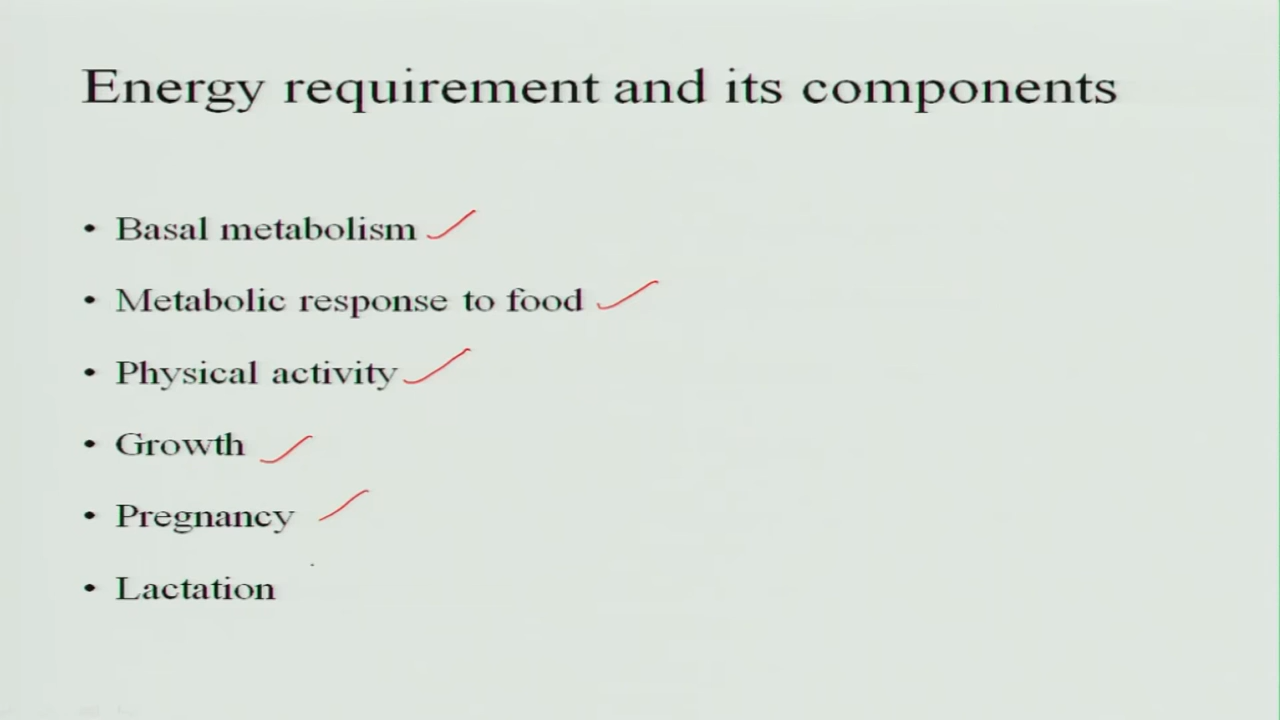 Energy requirement and its components
• Basal metabolism
• Metabolic response to food
• Physical activity
• Growth
• Pregnancy
• Lactation